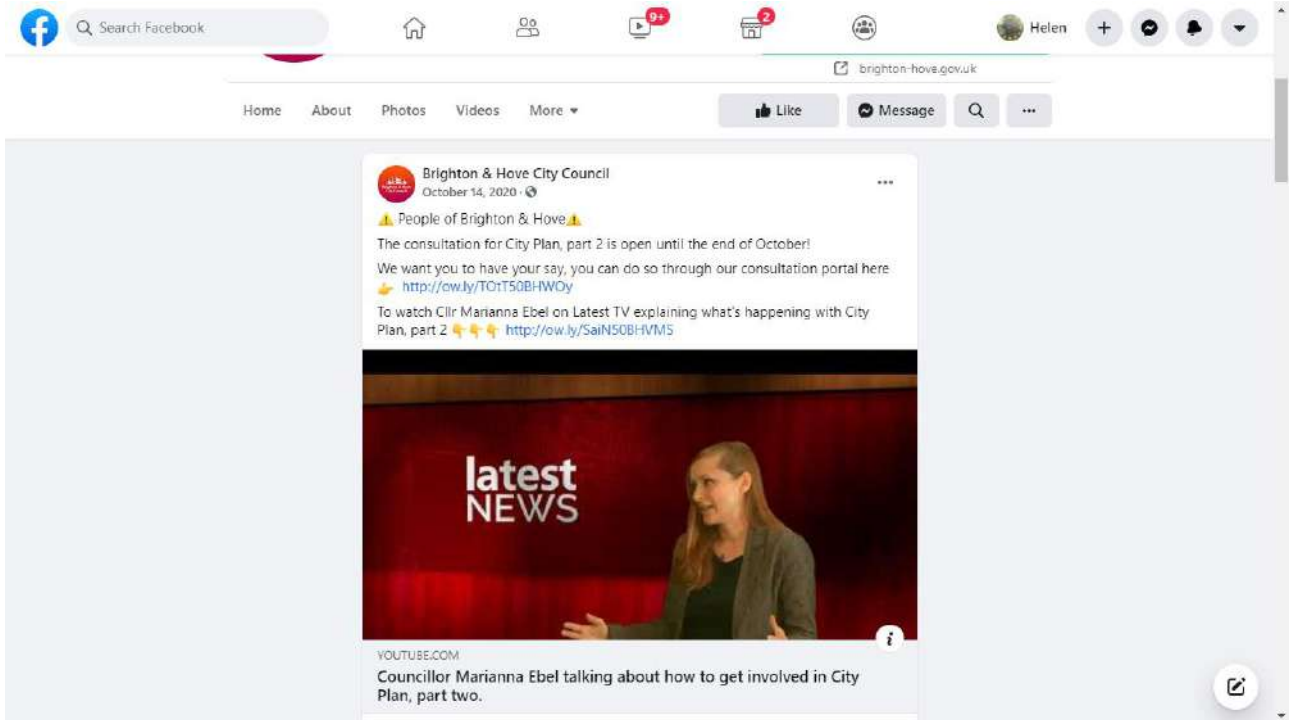 Search Facebook
9+
2
Helen
brighton-hove.gov.uk
Home About Photos Videos More
Like Message
Brighton & Hove City Council
October 14, 2020 ·
⚠️ People of Brighton & Hove⚠️
The consultation for City Plan, part 2 is open until the end of October!
We want you to have your say, you can do so through our consultation portal here
👉 http://ow.ly/TOtT50BHWOy
To watch Cllr Marianna Ebel on Latest TV explaining what's happening with City
Plan, part 2 👇👇👇 http://ow.ly/SaiN50BHVMS
latest
NEWS
YOUTUBE.COM
Councillor Marianna Ebel talking about how to get involved in City
Plan, part two.